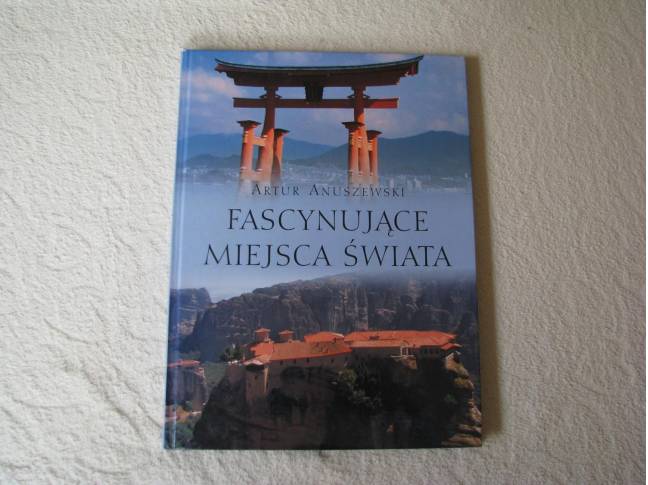 Artur Anuszewski
FASCYNUJĄCE
MIEJSCA ŚWIATA